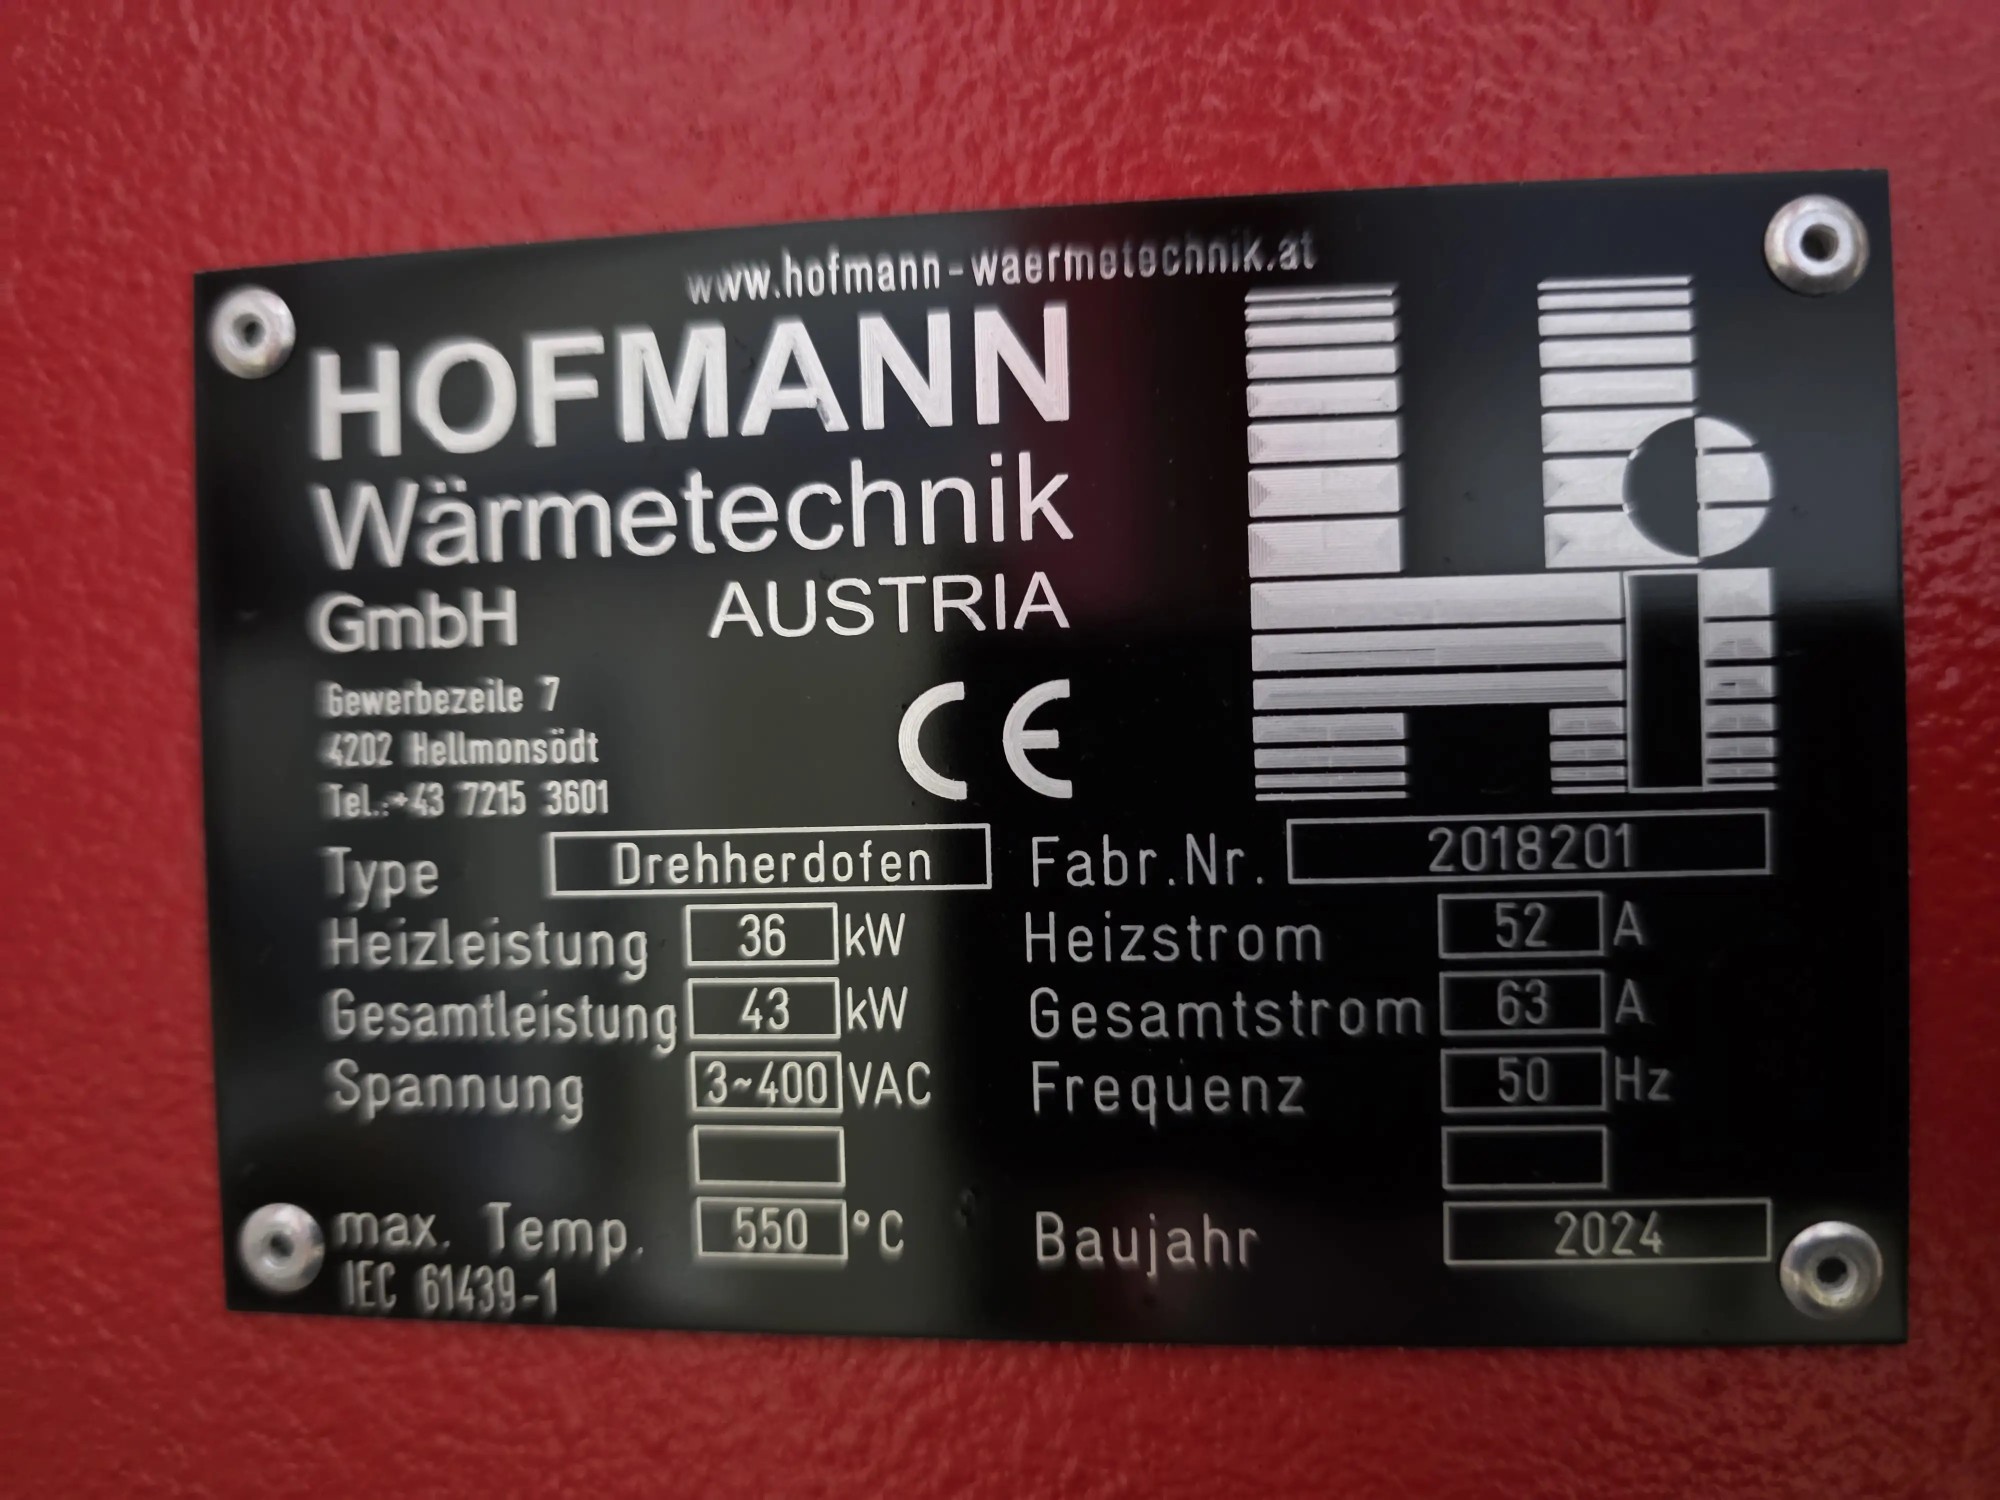 www.hofmann-waermetechnik.at
HOFMANN
Wärmetechnik
GmbH AUSTRIA
Gewerbezeile 7
4202 Hellmonsödt
Tel.:+43 7215 3601
CE
Type Drehherdofen Fabr.Nr. 2018201
Heizleistung 36 kW Heizstrom 52 A
Gesamtleistung 43 kW Gesamtstrom 63 A
Spannung 3~400 VAC Frequenz 50 Hz
max. Temp. 550 °C Baujahr 2024
IEC 61439-1